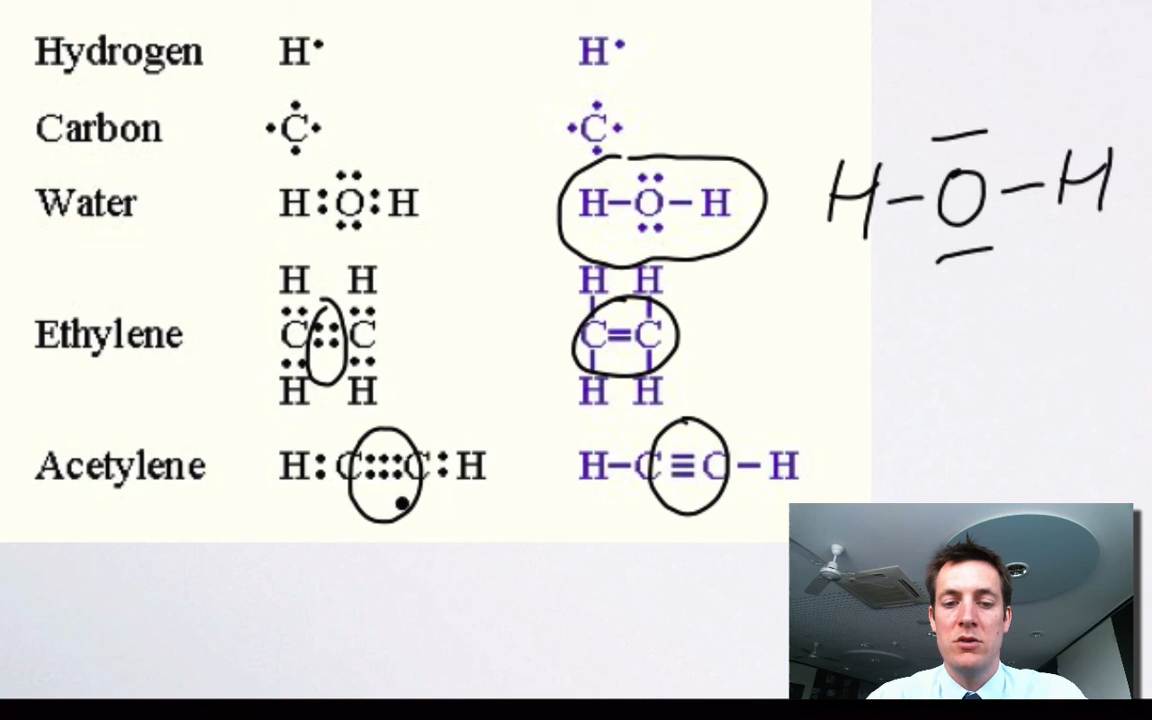 Hydrogen H• H•
Carbon •C• •C•
Water H:O:H H–O–H H–O–H
H H H H
Ethylene C::C C=C
H H H H
Acetylene H:C:::C:H H–C≡C–H